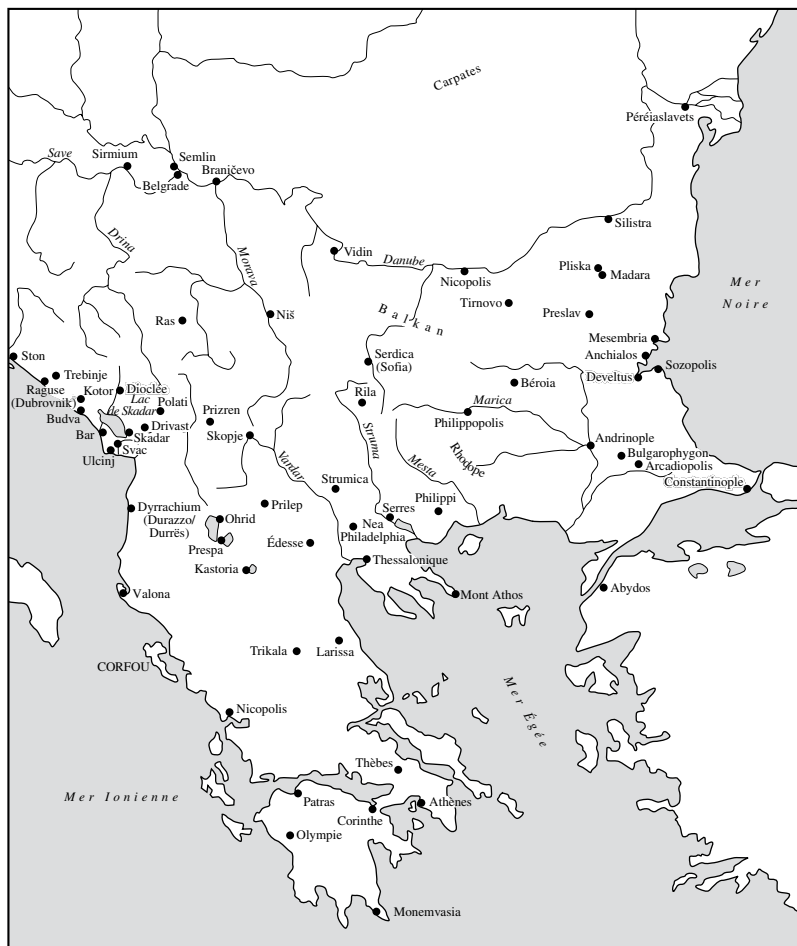 Carpates
Péréiaslavets
Save
Sirmium
Semlin
Belgrade
Braničevo
Drina
Morava
Silistra
Vidin
Danube
Nicopolis
Pliska
Madara
Mer
Noire
Tirnovo
Preslav
Ras
Niš
Balkan
Mesembria
Anchialos
Sozopolis
Develtus
Ston
Serdica
(Sofia)
Trebinje
Raguse
(Dubrovnik)
Kotor
Dioclée
Lac
de Skadar
Polati
Budva
Béroia
Rila
Prizren
Marica
Philippopolis
Bar
Drivast
Skadar
Skopje
Svac
Ulcinj
Struma
Rhodope
Andrinople
Bulgarophygon
Arcadiopolis
Constantinople
Vardar
Mesta
Strumica
Dyrrachium
(Durazzo/
Durrës)
Ohrid
Prilep
Serres
Philippi
Nea
Philadelphia
Prespa
Édesse
Kastoria
Thessalonique
Valona
Mont Athos
Abydos
CORFOU
Trikala
Larissa
Nicopolis
Mer Égée
Thèbes
Mer Ionienne
Patras
Corinthe
Athènes
Olympie
Monemvasia